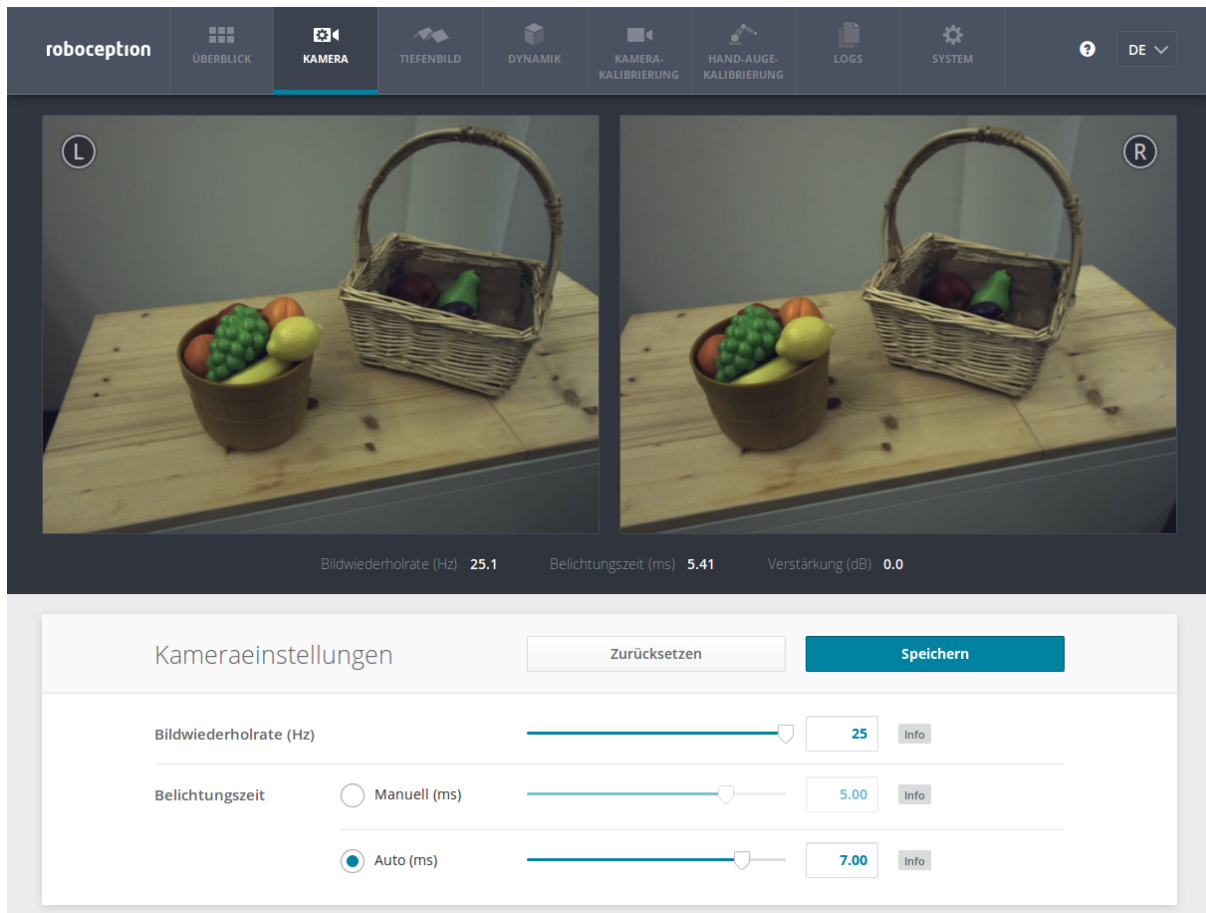 roboception
ÜBERBLICK
KAMERA
TIEFENBILD
DYNAMIK
KAMERA-
KALIBRIERUNG
HAND-AUGE-
KALIBRIERUNG
LOGS
SYSTEM
?
DE
L
R
Bildwiederholrate (Hz) 25.1 Belichtungszeit (ms) 5.41 Verstärkung (dB) 0.0
Kameraeinstellungen Zurücksetzen Speichern
Bildwiederholrate (Hz) 25 Info
Belichtungszeit Manuell (ms) 5.00 Info
Auto (ms) 7.00 Info